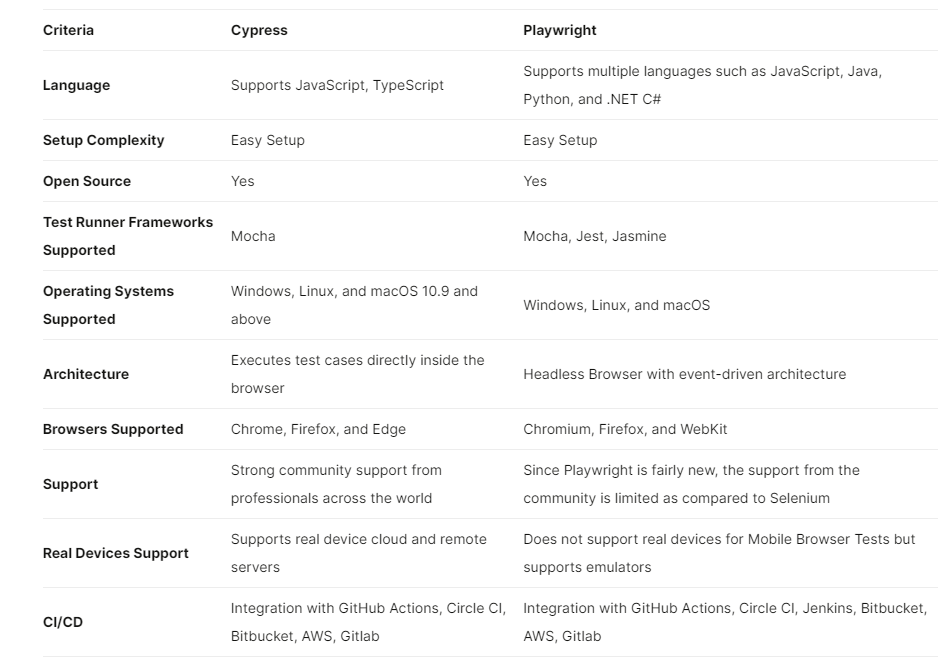 Criteria Cypress Playwright
Language Supports JavaScript, TypeScript Supports multiple languages such as JavaScript, Java,
Python, and .NET C#
Setup Complexity Easy Setup Easy Setup
Open Source Yes Yes
Test Runner Frameworks
Supported Mocha Mocha, Jest, Jasmine
Operating Systems
Supported Windows, Linux, and macOS 10.9 and
above Windows, Linux, and macOS
Architecture Executes test cases directly inside the
browser Headless Browser with event-driven architecture
Browsers Supported Chrome, Firefox, and Edge Chromium, Firefox, and WebKit
Support Strong community support from
professionals across the world Since Playwright is fairly new, the support from the
community is limited as compared to Selenium
Real Devices Support Supports real device cloud and remote
servers Does not support real devices for Mobile Browser Tests but
supports emulators
CI/CD Integration with GitHub Actions, Circle CI,
Bitbucket, AWS, Gitlab Integration with GitHub Actions, Circle CI, Jenkins, Bitbucket,
AWS, Gitlab